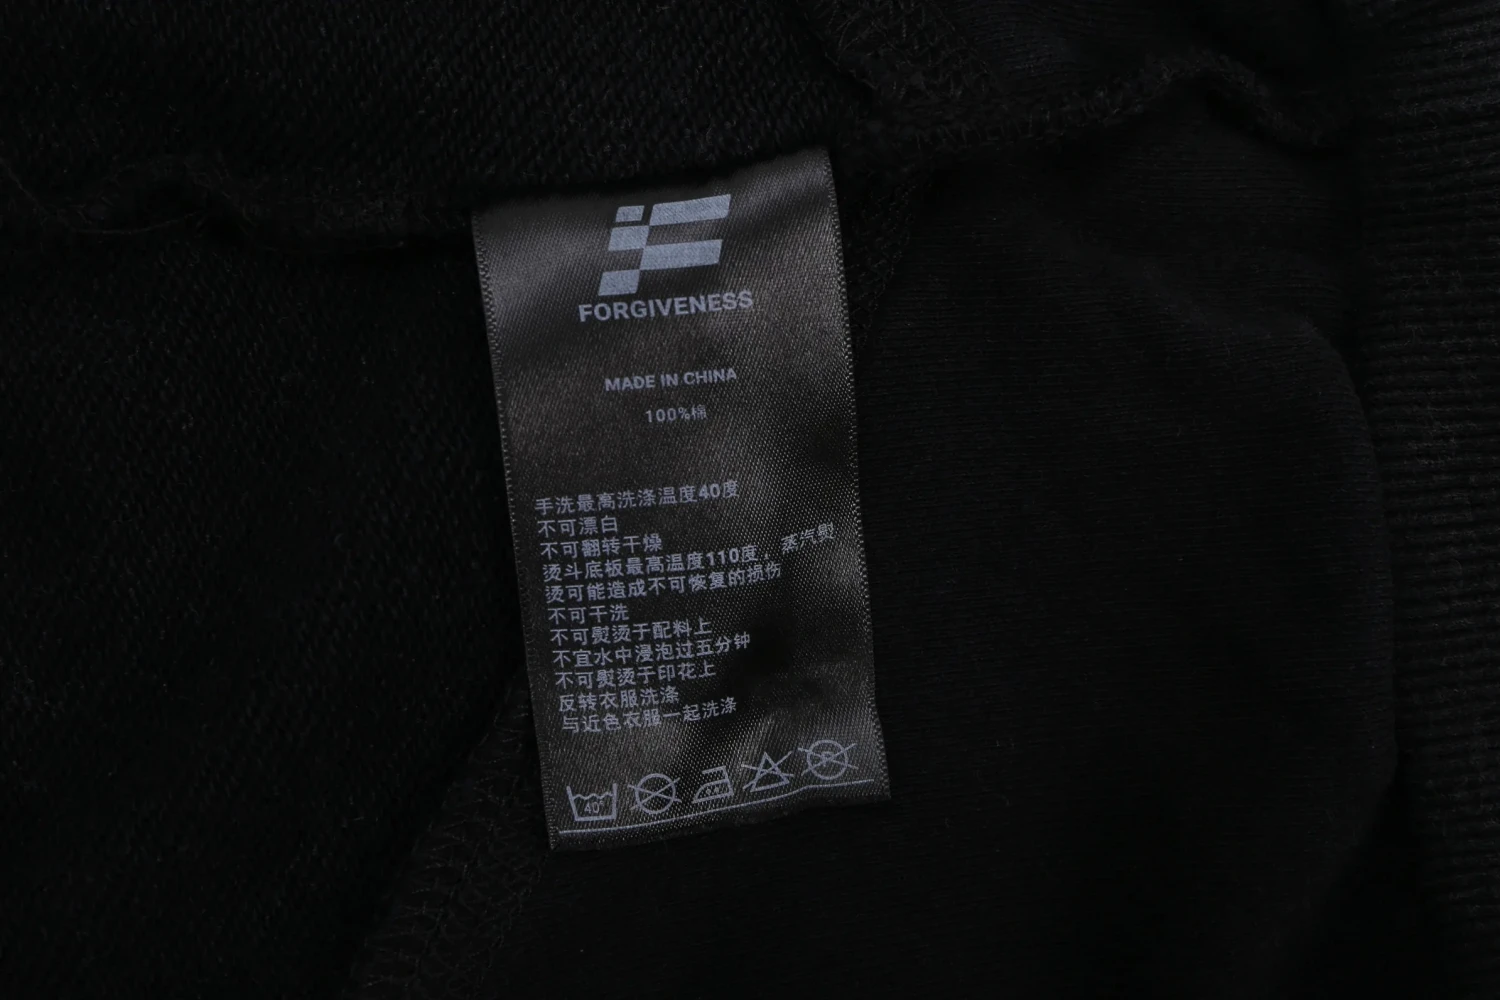 FORGIVENESS
MADE IN CHINA
100%棉
手洗最高洗涤温度40度
不可漂白
不可翻转干燥
烫斗底板最高温度110度，蒸汽熨
烫可能造成不可恢复的损伤
不可干洗
不可熨烫于配料上
不宜水中浸泡过五分钟
不可熨烫于印花上
反转衣服洗涤
与近色衣服一起洗涤
40° P